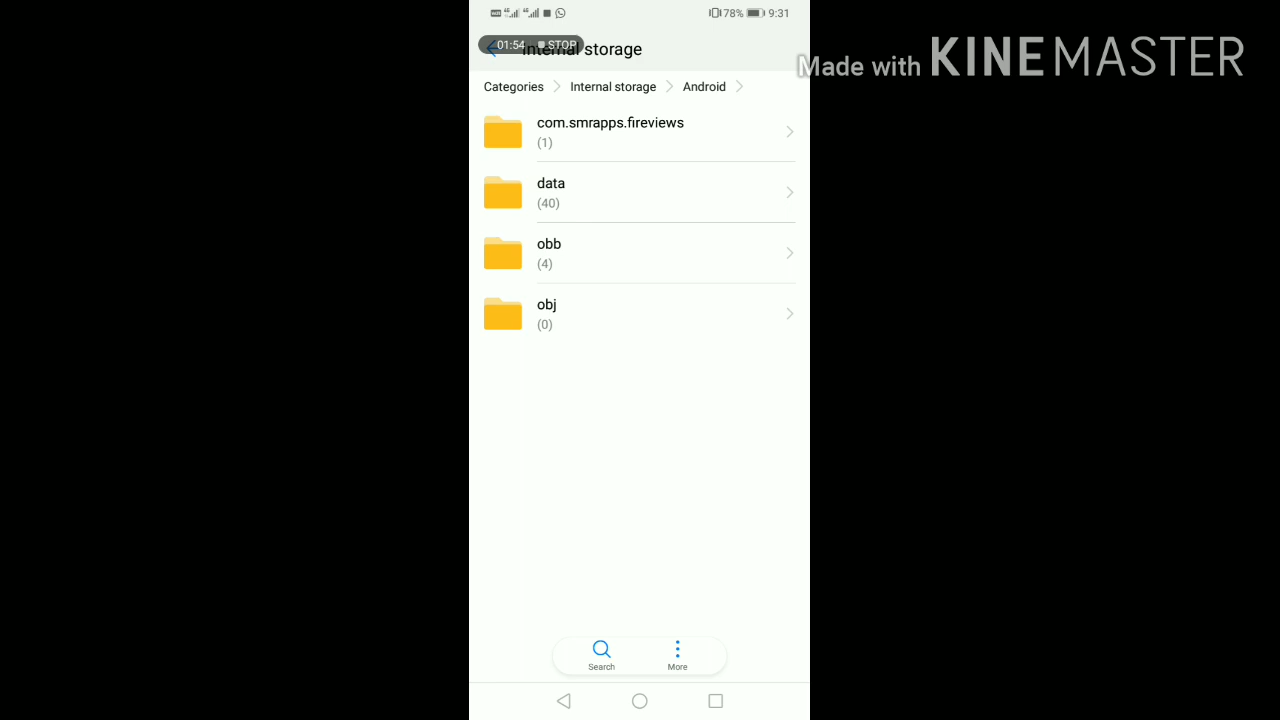 78% 9:31
01:54 STOP
Internal storage
Made with KINEMASTER
Categories Internal storage Android
com.smrapps.fireviews
(1)
data
(40)
obb
(4)
obj
(0)
Search More